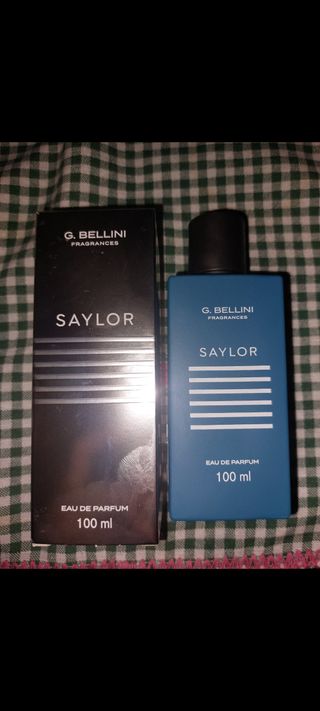 G. BELLINI
FRAGRANCES
SAYLOR
EAU DE PARFUM
100 ml
G. BELLINI
FRAGRANCES
SAYLOR
EAU DE PARFUM
100 ml